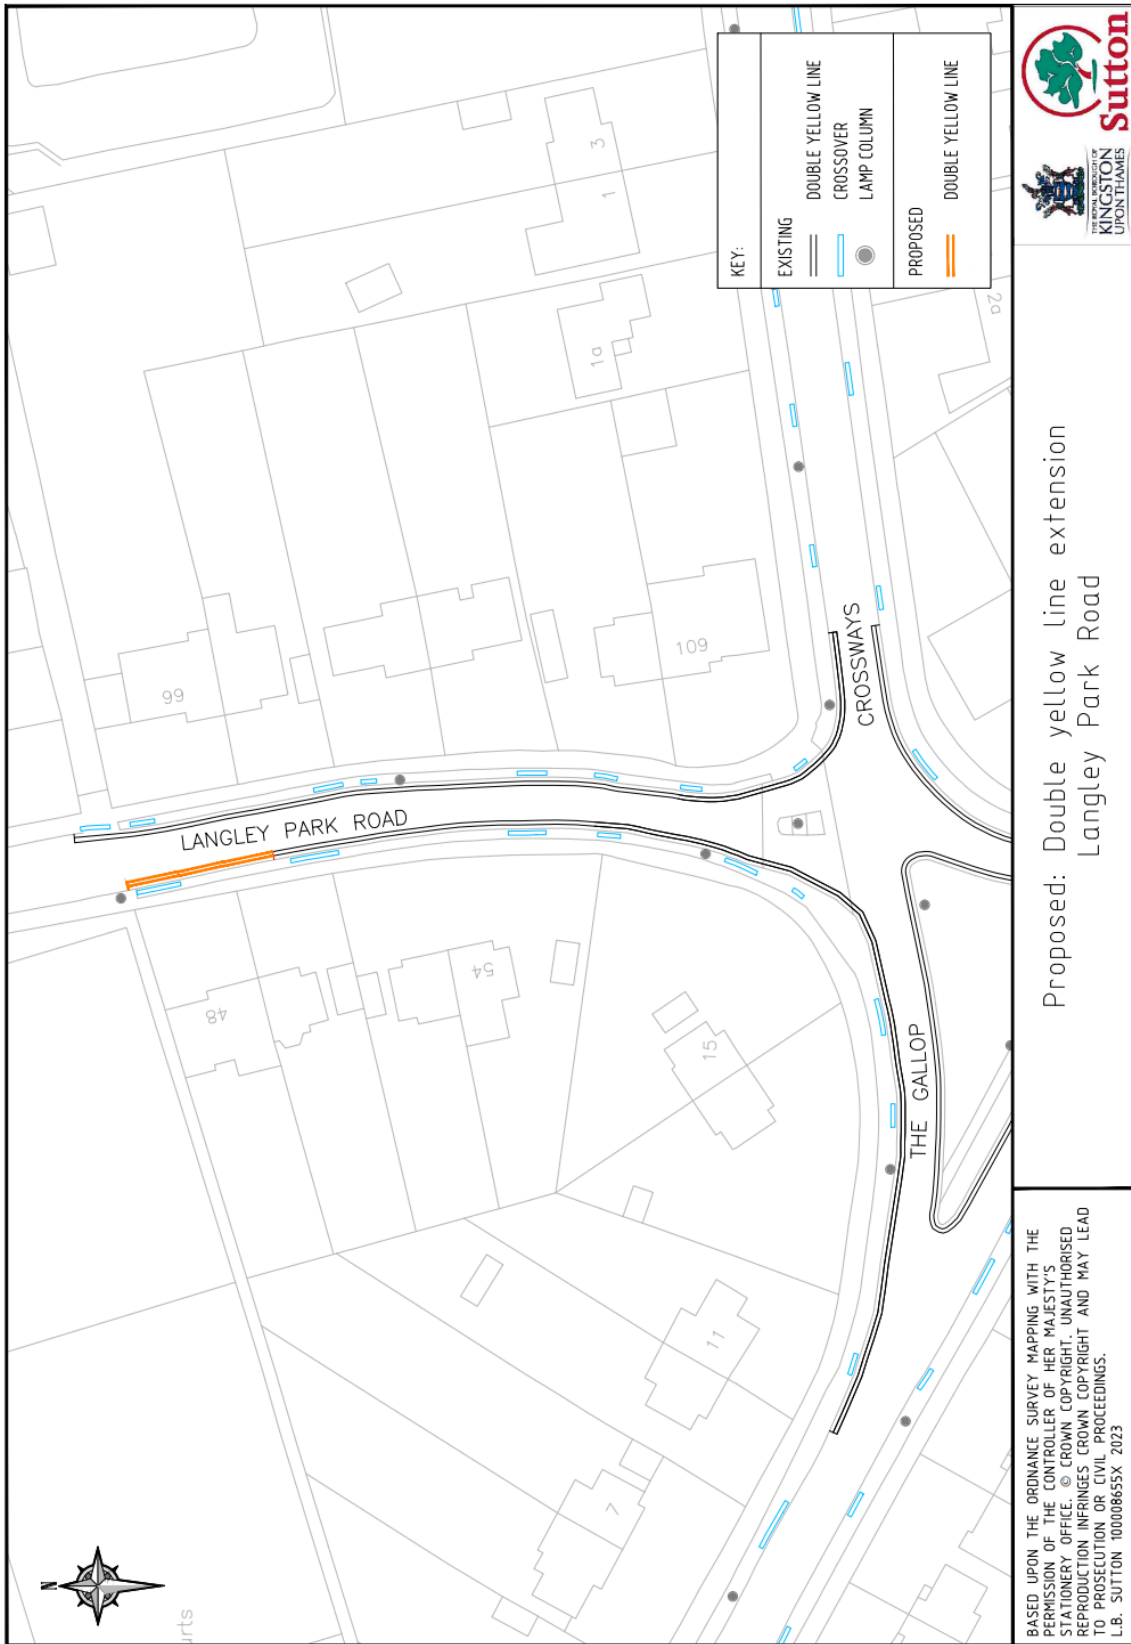 N
urts
7
11
15
48
54
99
109
1a
1
3
2a
LANGLEY PARK ROAD
CROSSWAYS
THE GALLOP
KEY:
EXISTING
DOUBLE YELLOW LINE
CROSSOVER
LAMP COLUMN
PROPOSED
DOUBLE YELLOW LINE
BASED UPON THE ORDNANCE SURVEY MAPPING WITH THE
PERMISSION OF THE CONTROLLER OF HER MAJESTY'S
STATIONERY OFFICE. © CROWN COPYRIGHT. UNAUTHORISED
REPRODUCTION INFRINGES CROWN COPYRIGHT AND MAY LEAD
TO PROSECUTION OR CIVIL PROCEEDINGS.
L.B. SUTTON 100008655X 2023
Proposed: Double yellow line extension
Langley Park Road
THE ROYAL BOROUGH OF
KINGSTON
UPON THAMES
Sutton